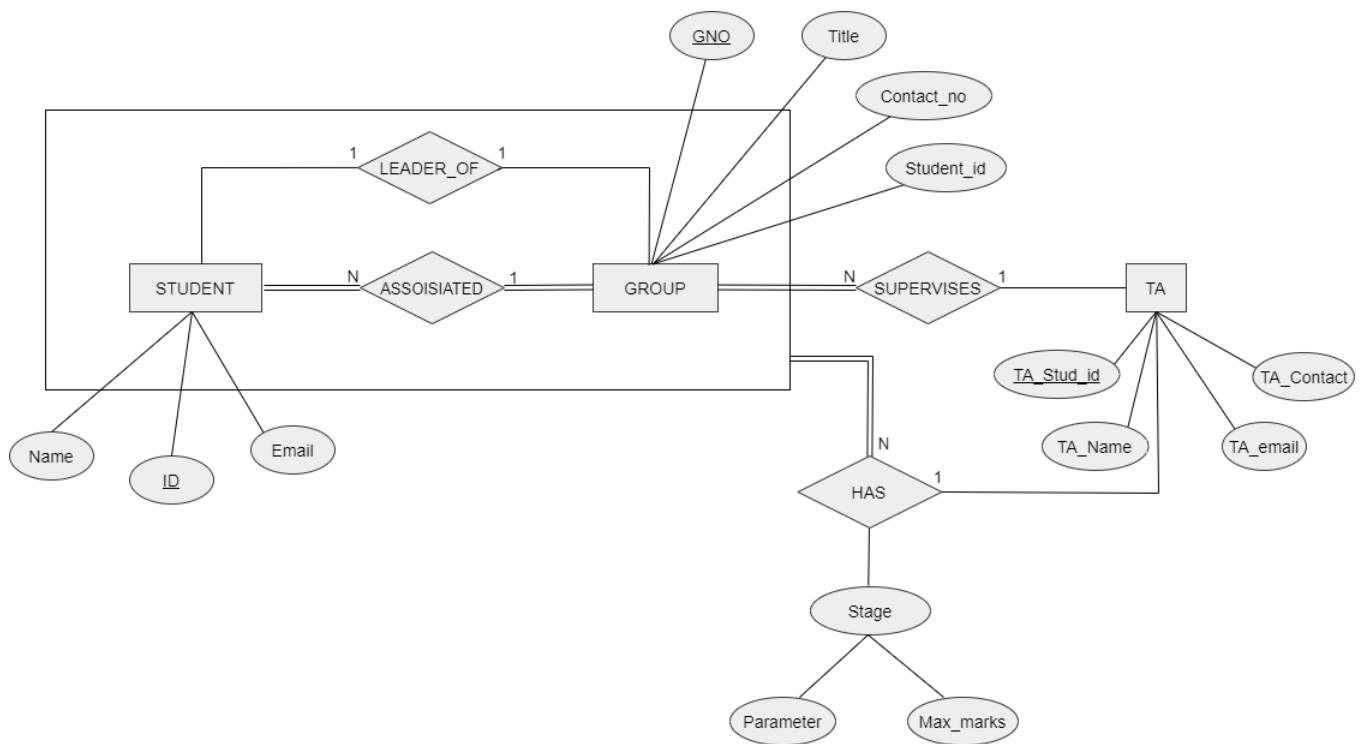 GNO
Title
Contact_no
1
LEADER_OF
1
Student_id
STUDENT
N
ASSOISIATED
1
GROUP
N
SUPERVISES
1
TA
TA_Stud_id
TA_Contact
TA_Name
TA_email
Name
ID
Email
N
HAS
1
Stage
Parameter
Max_marks